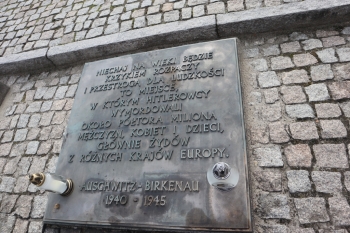 NIECHAJ NA WIEKI BĘDZIE
KRZYKIEM ROZPACZY
I PRZESTROGĄ DLA LUDZKOŚCI
TO MIEJSCE,
W KTÓRYM HITLEROWCY
WYMORDOWALI
OKOŁO PÓŁTORA MILIONA
MĘŻCZYZN, KOBIET I DZIECI,
GŁÓWNIE ŻYDÓW
Z RÓŻNYCH KRAJÓW EUROPY.
AUSCHWITZ-BIRKENAU
1940-1945